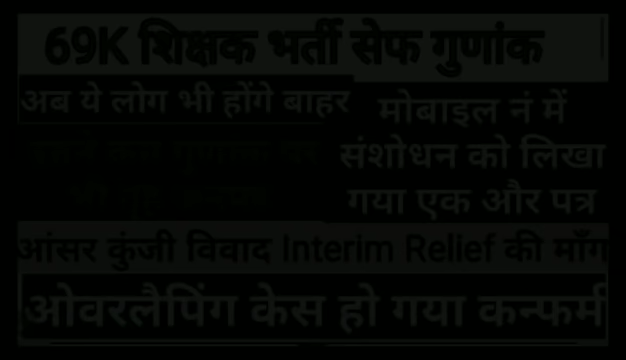 69K शिक्षक भर्ती सेफ गुणांक
अब ये लोग भी होंगे बाहर
मोबाइल नं में
संशोधन को लिखा
गया एक और पत्र
आंसर कुंजी विवाद Interim Relief की माँग
ओवरलैपिंग केस हो गया कन्फर्म